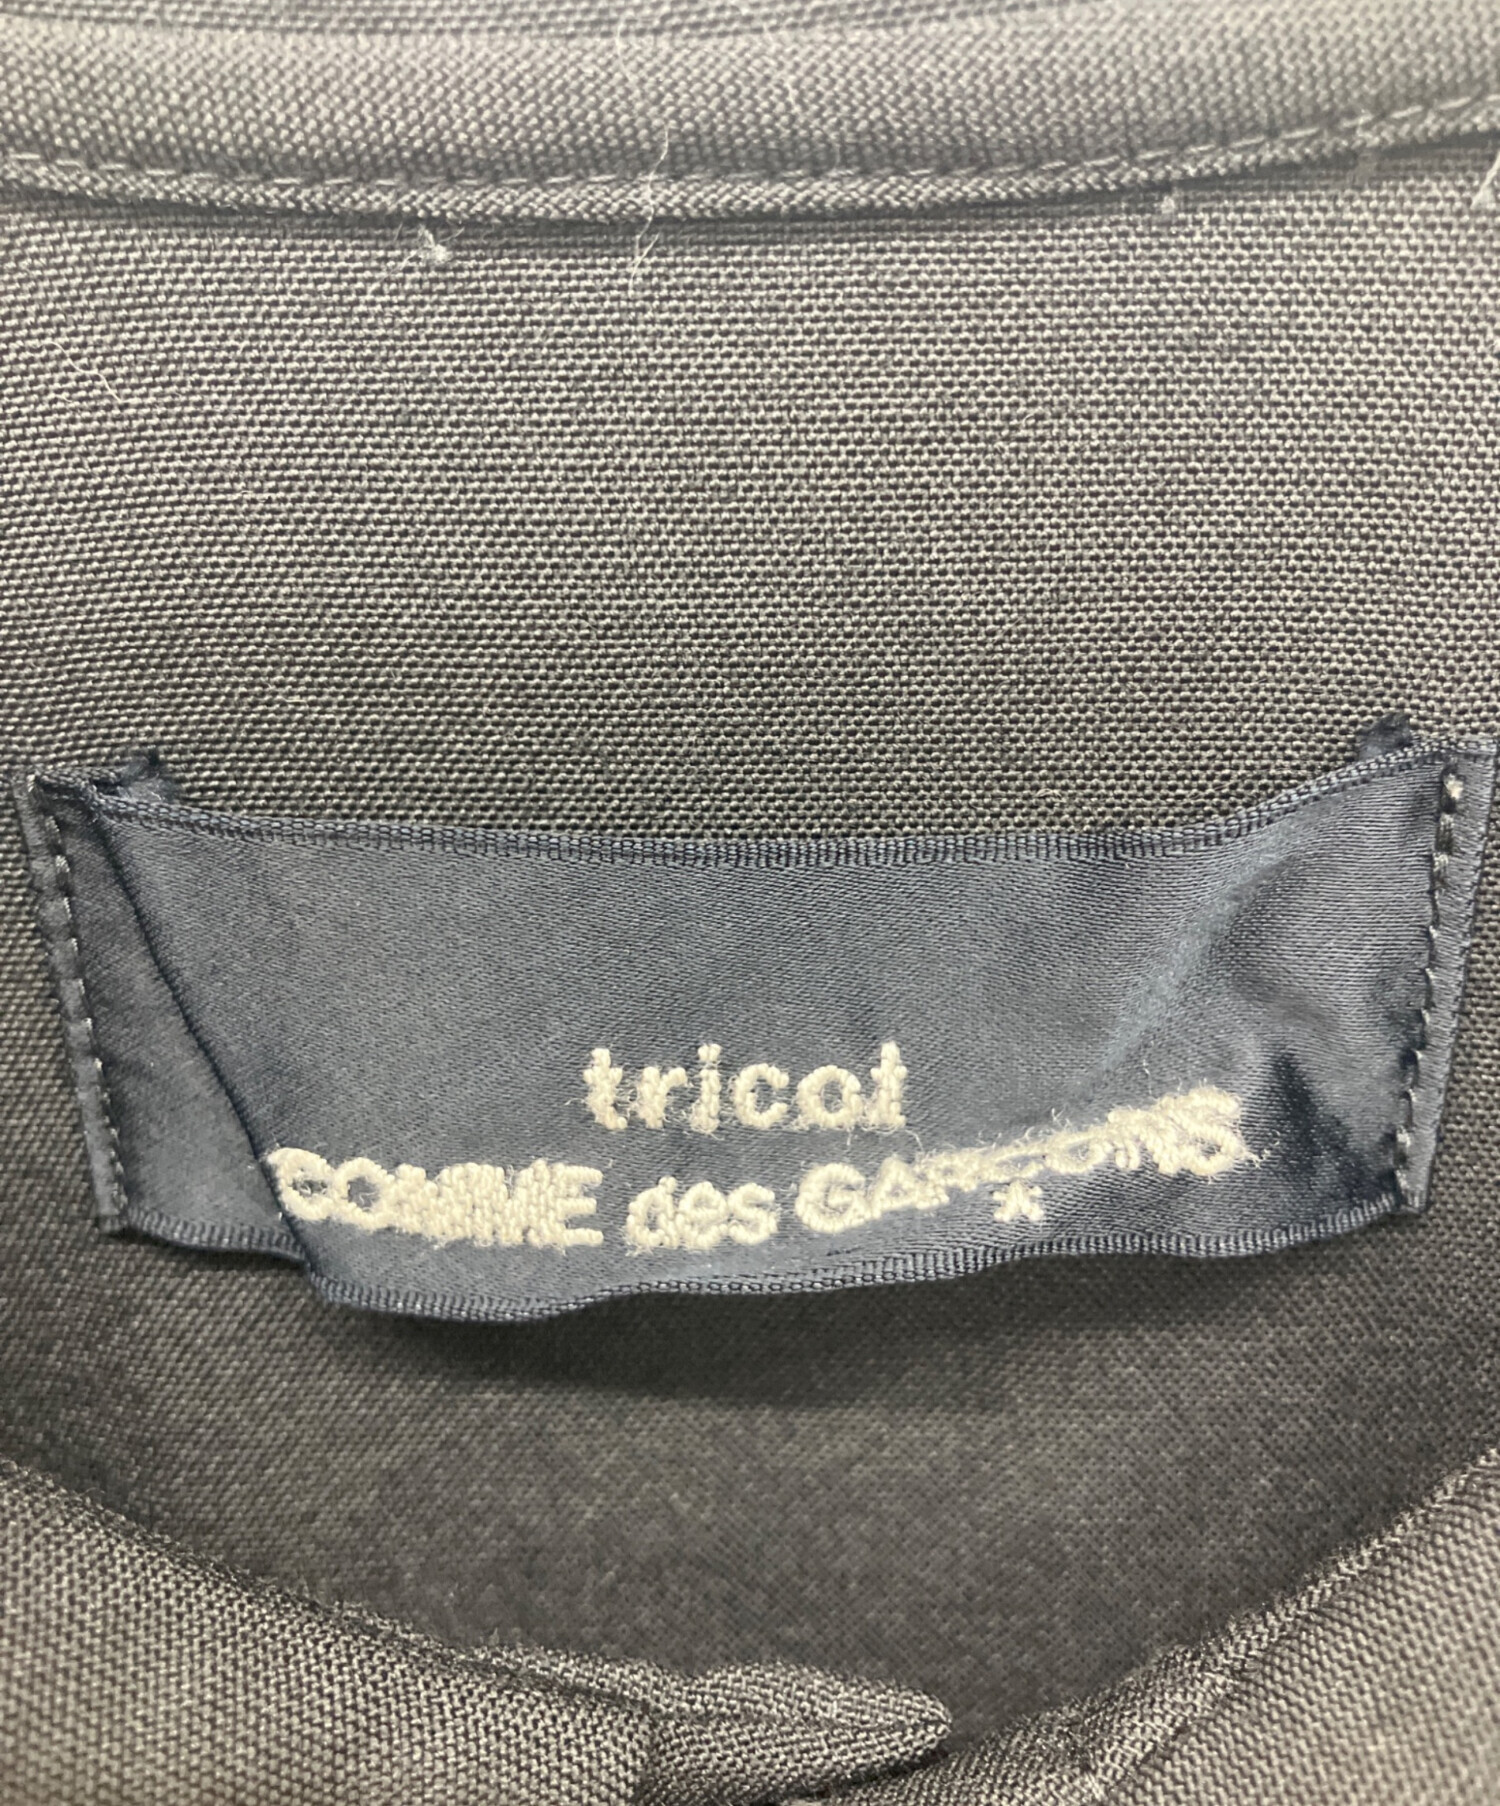 tricot
COMME des GARCONS
*